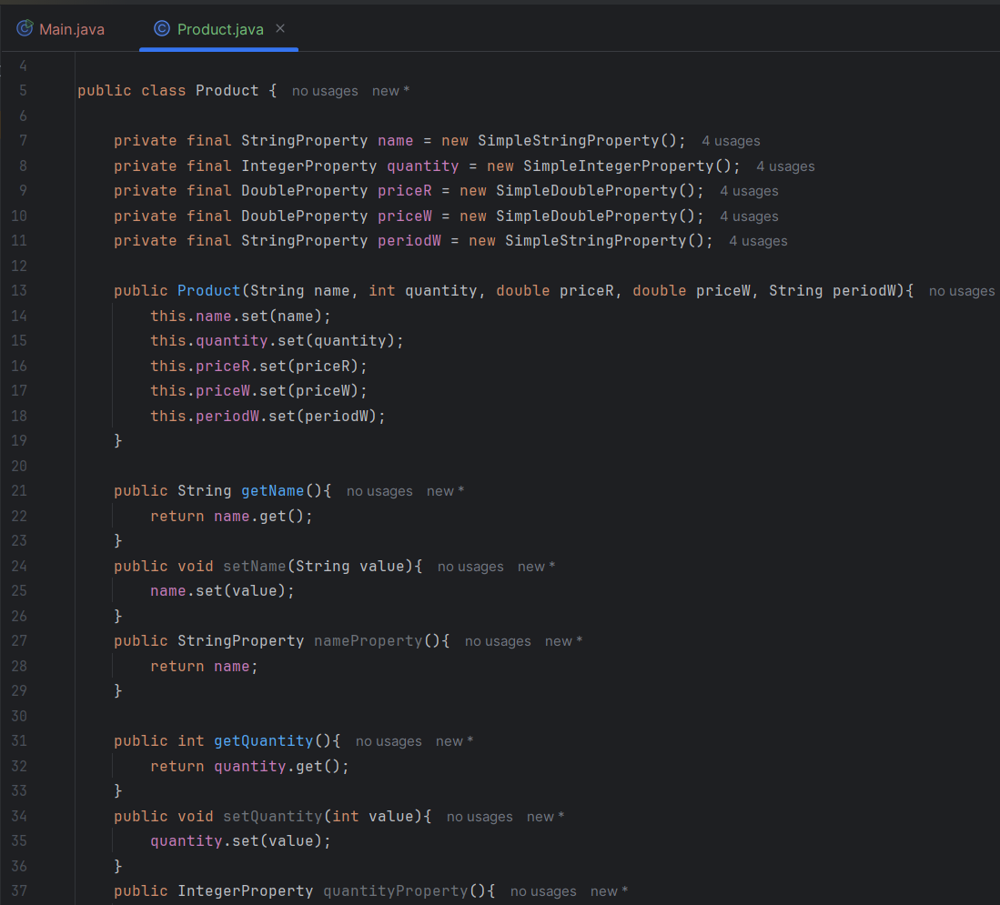 Main.java Product.java ×
4
5 public class Product { no usages new *
6
7 private final StringProperty name = new SimpleStringProperty(); 4 usages
8 private final IntegerProperty quantity = new SimpleIntegerProperty(); 4 usages
9 private final DoubleProperty priceR = new SimpleDoubleProperty(); 4 usages
10 private final DoubleProperty priceW = new SimpleDoubleProperty(); 4 usages
11 private final StringProperty periodW = new SimpleStringProperty(); 4 usages
12
13 public Product(String name, int quantity, double priceR, double priceW, String periodW){ no usages
14 this.name.set(name);
15 this.quantity.set(quantity);
16 this.priceR.set(priceR);
17 this.priceW.set(priceW);
18 this.periodW.set(periodW);
19 }
20
21 public String getName(){ no usages new *
22 return name.get();
23 }
24 public void setName(String value){ no usages new *
25 name.set(value);
26 }
27 public StringProperty nameProperty(){ no usages new *
28 return name;
29 }
30
31 public int getQuantity(){ no usages new *
32 return quantity.get();
33 }
34 public void setQuantity(int value){ no usages new *
35 quantity.set(value);
36 }
37 public IntegerProperty quantityProperty(){ no usages new *